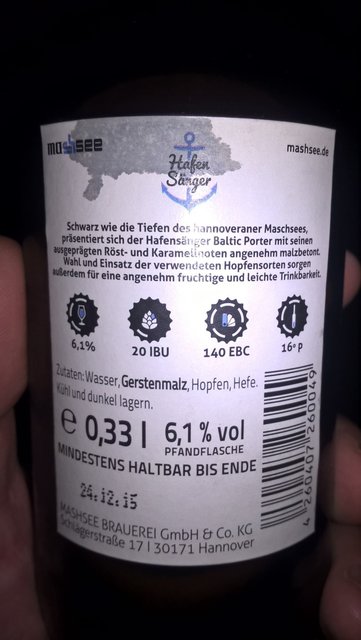 mashsee
Hafen
Sänger
mashsee.de
Schwarz wie die Tiefen des hannoveraner Maschsees,
präsentiert sich der Hafensänger Baltic Porter mit seinen
ausgeprägten Röst- und Karamellnoten angenehm malzbetont.
Wahl und Einsatz der verwendeten Hopfensorten sorgen
außerdem für eine angenehm fruchtige und leichte Trinkbarkeit.
6,1% 20 IBU 140 EBC 16° P
Zutaten: Wasser, Gerstenmalz, Hopfen, Hefe.
Kühl und dunkel lagern.
℮ 0,33 l 6,1 % vol
PFANDFLASCHE
MINDESTENS HALTBAR BIS ENDE
24.12.15
MASHSEE BRAUEREI GmbH & Co. KG
Schlägerstraße 17 | 30171 Hannover
4 260407 260049